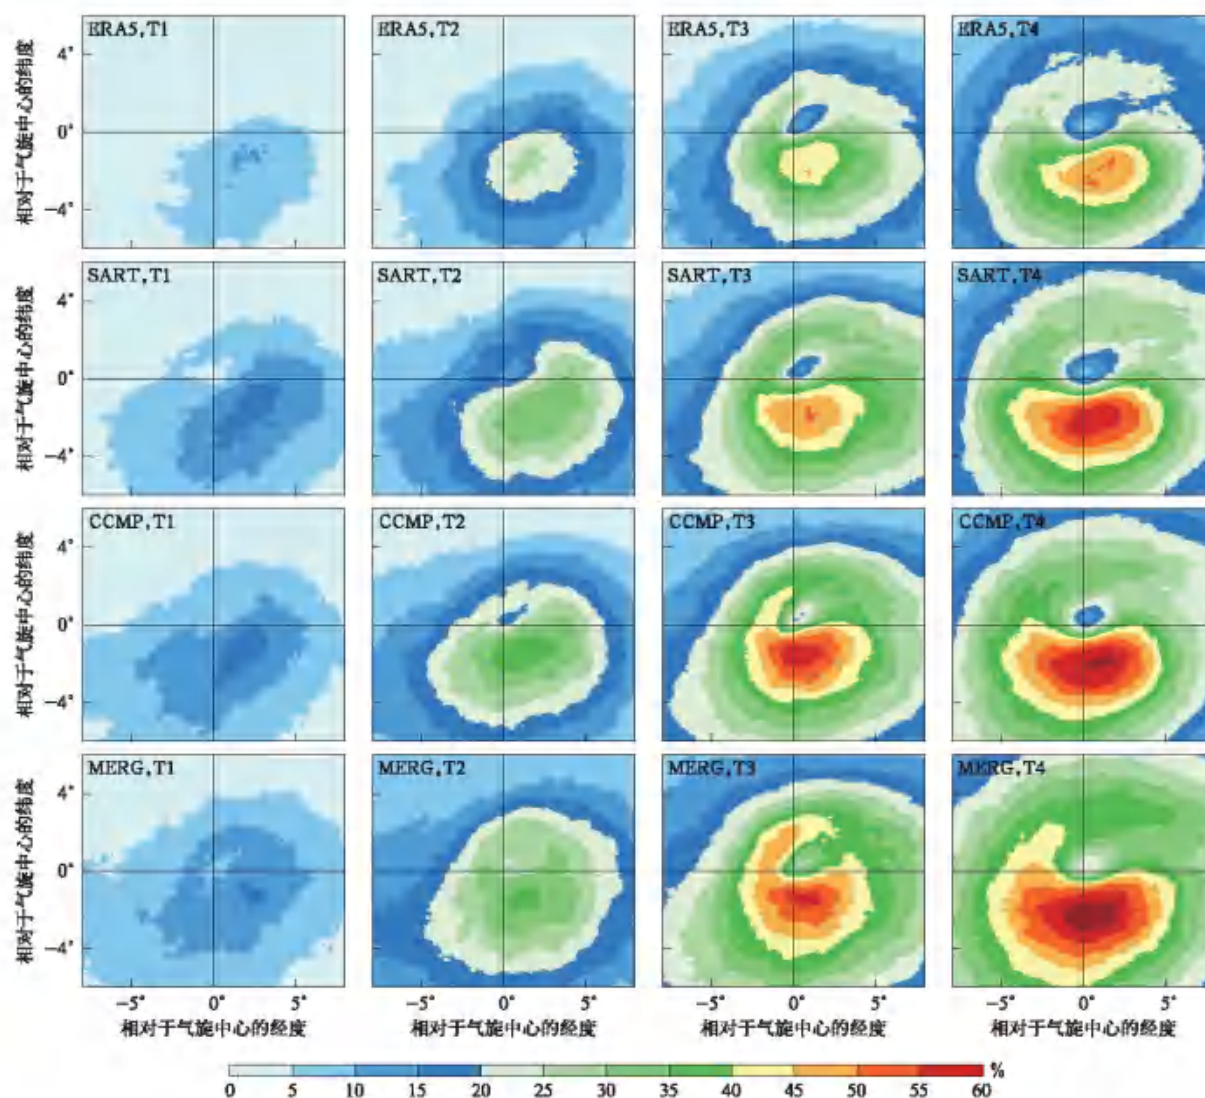 ERA5,T1 ERA5,T2 ERA5,T3 ERA5,T4
4°
0°
−4°
相对于气旋中心的纬度
SART,T1 SART,T2 SART,T3 SART,T4
4°
0°
−4°
相对于气旋中心的纬度
CCMP,T1 CCMP,T2 CCMP,T3 CCMP,T4
4°
0°
−4°
相对于气旋中心的纬度
MERG,T1 MERG,T2 MERG,T3 MERG,T4
4°
0°
−4°
相对于气旋中心的纬度
−5° 0° 5° −5° 0° 5° −5° 0° 5° −5° 0° 5°
相对于气旋中心的经度 相对于气旋中心的经度 相对于气旋中心的经度 相对于气旋中心的经度
%
0 5 10 15 20 25 30 35 40 45 50 55 60